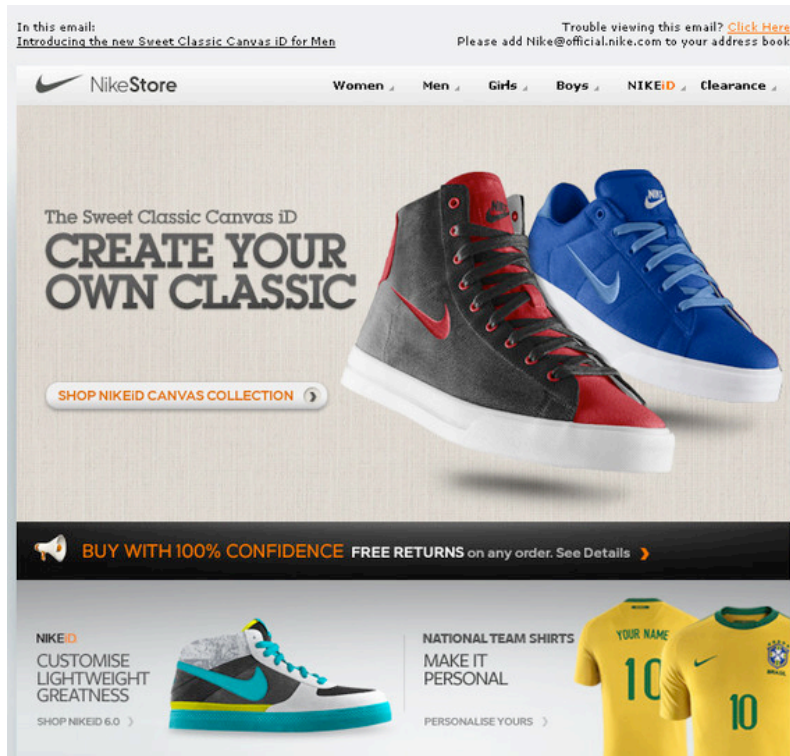 In this email:
Introducing the new Sweet Classic Canvas iD for Men
Trouble viewing this email? Click Here
Please add Nike@official.nike.com to your address book
NikeStore
Women
Men
Girls
Boys
NIKEiD
Clearance
The Sweet Classic Canvas iD
CREATE YOUR
OWN CLASSIC
SHOP NIKEiD CANVAS COLLECTION
NIKE
BUY WITH 100% CONFIDENCE FREE RETURNS on any order. See Details
NIKEiD
CUSTOMISE
LIGHTWEIGHT
GREATNESS
SHOP NIKEiD 6.0
NATIONAL TEAM SHIRTS
MAKE IT
PERSONAL
PERSONALISE YOURS
YOUR NAME
10
10
BRASIL